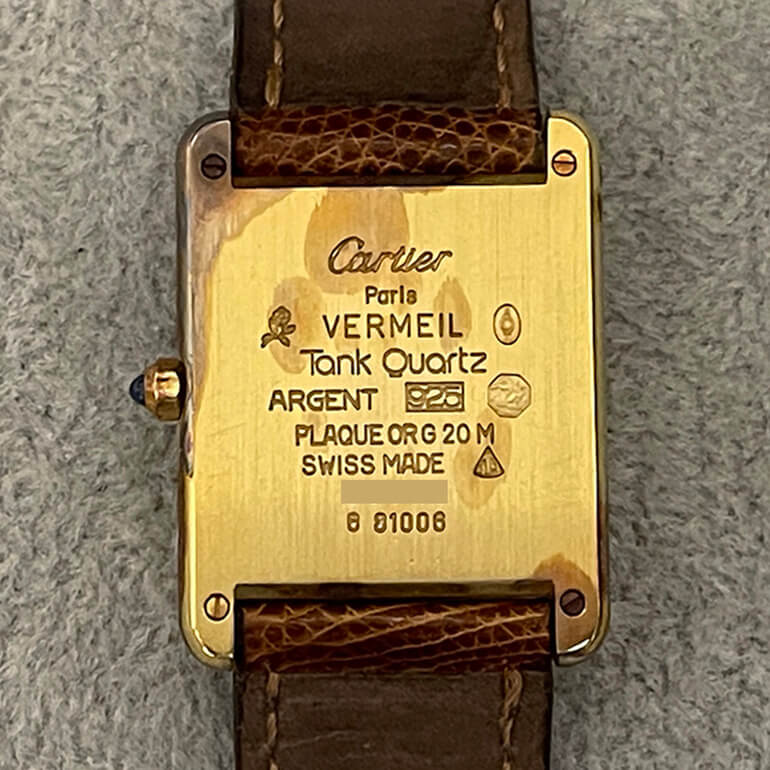 Cartier
Paris
VERMEIL
Tank Quartz
ARGENT 925
PLAQUE OR G 20 M
SWISS MADE
6 81006